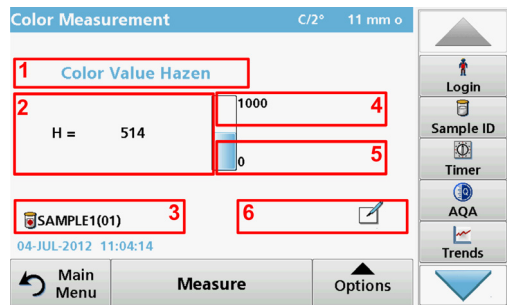 Color Measurement C/2° 11 mm o
1 Color Value Hazen
2 1000 4
H = 514
0 5
SAMPLE1(01) 3 6
04-JUL-2012 11:04:14
Main Menu
Measure
Options
Login
Sample ID
Timer
AQA
Trends